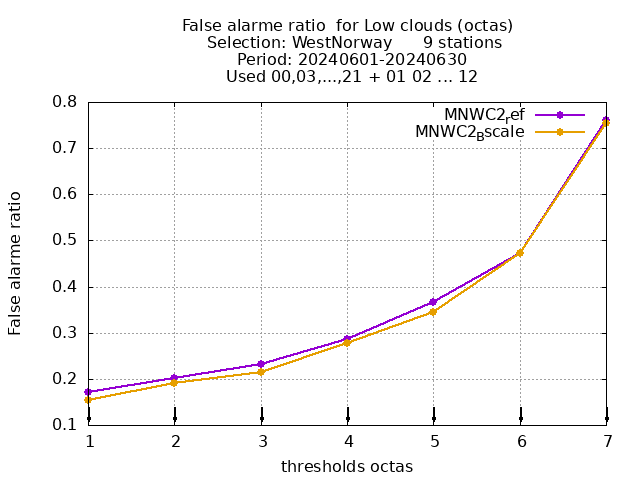 False alarme ratio  for Low clouds (octas)
Selection: WestNorway      9 stations
Period: 20240601-20240630
Used 00,03,...,21 + 01 02 ... 12
MNWC2ref
MNWC2Bscale
0.8
0.7
0.6
0.5
0.4
0.3
0.2
0.1
False alarme ratio
1 2 3 4 5 6 7
thresholds octas